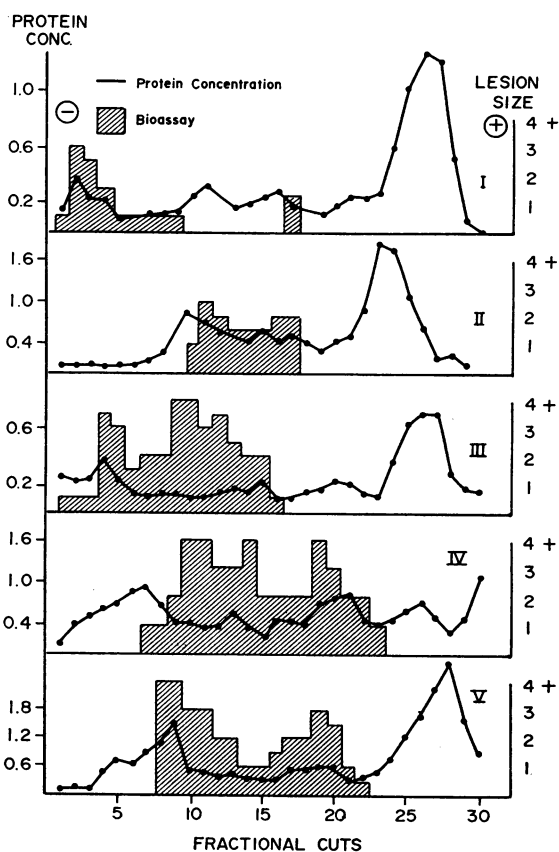 PROTEIN
CONC.
Protein Concentration
Bioassay
LESION
SIZE
−
+
1.0
0.6
0.2
4 +
3
2
1
I
1.6
1.0
0.4
4 +
3
2
1
II
0.6
0.2
4 +
3
2
1
III
1.6
1.0
0.4
4 +
3
2
1
IV
1.8
1.2
0.6
4 +
3
2
1
V
5 10 15 20 25 30
FRACTIONAL CUTS